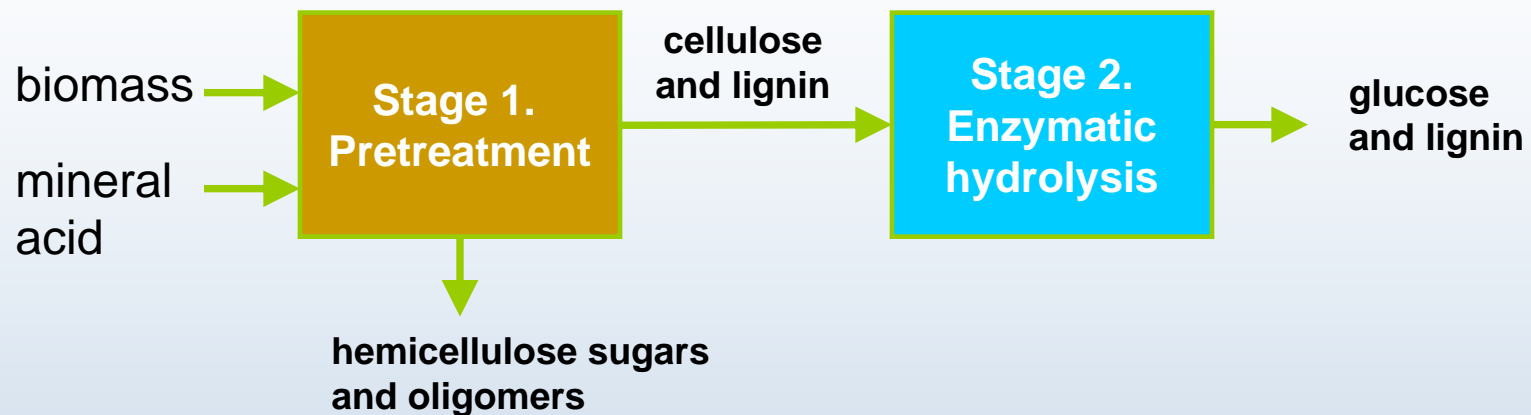 biomass
mineral
acid
Stage 1.
Pretreatment
cellulose
and lignin
Stage 2.
Enzymatic
hydrolysis
glucose
and lignin
hemicellulose sugars
and oligomers